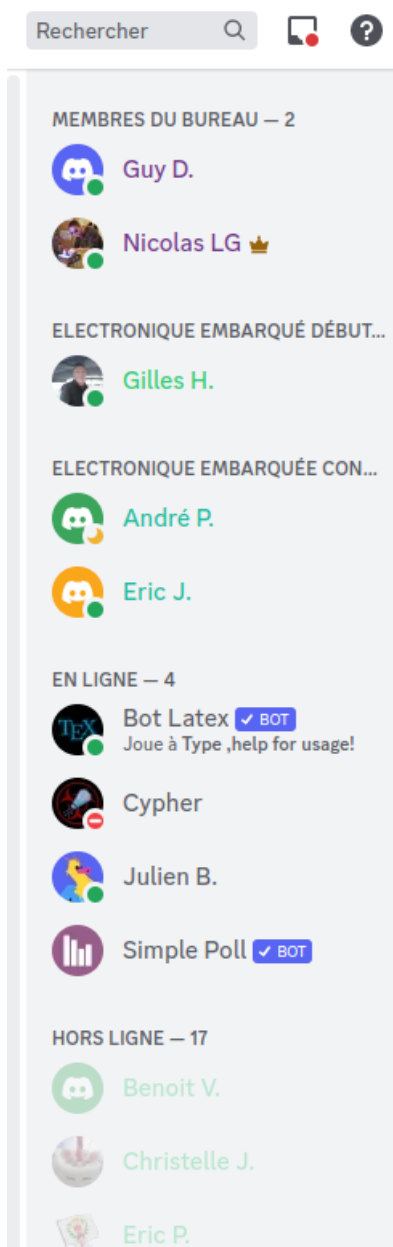 Rechercher
MEMBRES DU BUREAU — 2
Guy D.
Nicolas LG
ELECTRONIQUE EMBARQUÉ DÉBUT...
Gilles H.
ELECTRONIQUE EMBARQUÉE CON...
André P.
Eric J.
EN LIGNE — 4
TEX
Bot Latex ✓ BOT
Joue à Type ,help for usage!
Cypher
Julien B.
Simple Poll ✓ BOT
HORS LIGNE — 17
Benoit V.
Christelle J.
Eric P.